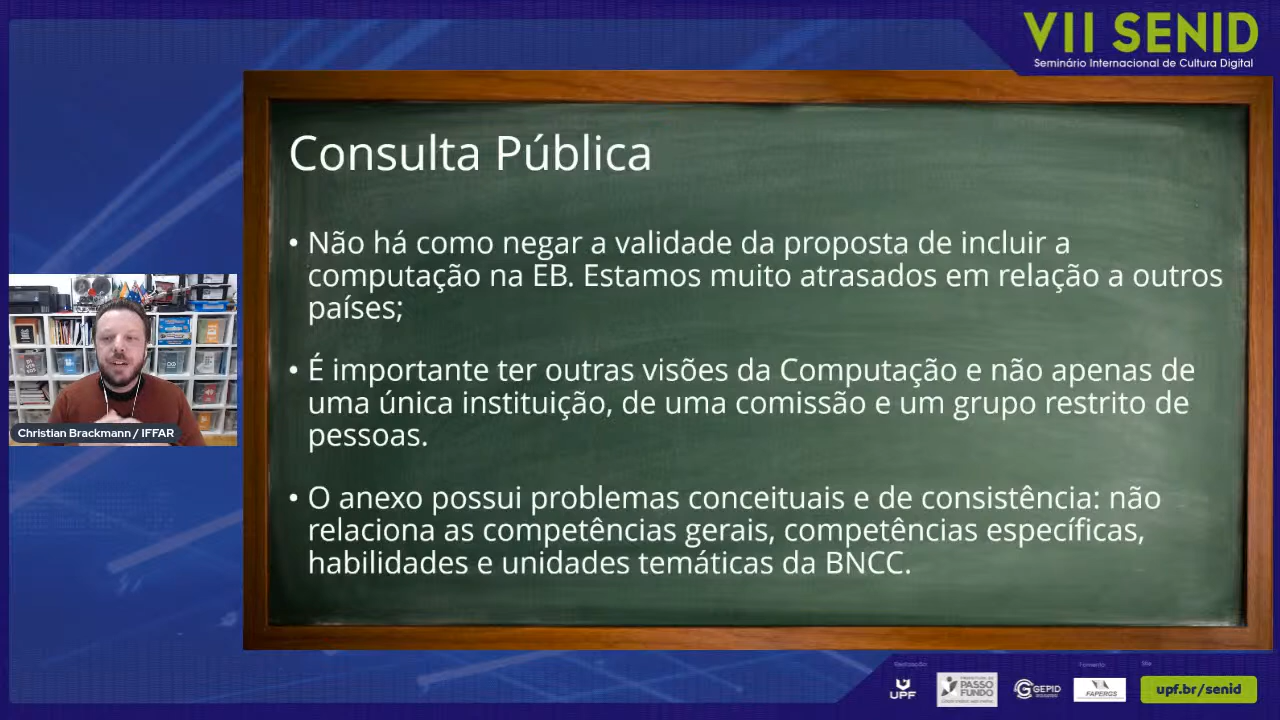 VII SENID
Seminário Internacional de Cultura Digital
Consulta Pública
• Não há como negar a validade da proposta de incluir a
computação na EB. Estamos muito atrasados em relação a outros
países;
• É importante ter outras visões da Computação e não apenas de
uma única instituição, de uma comissão e um grupo restrito de
pessoas.
• O anexo possui problemas conceituais e de consistência: não
relaciona as competências gerais, competências específicas,
habilidades e unidades temáticas da BNCC.
Christian Brackmann / IFFAR
Realização:
Fomento:
Site
UPF
PASSO
FUNDO
GEPID
FAPERGS
upf.br/senid